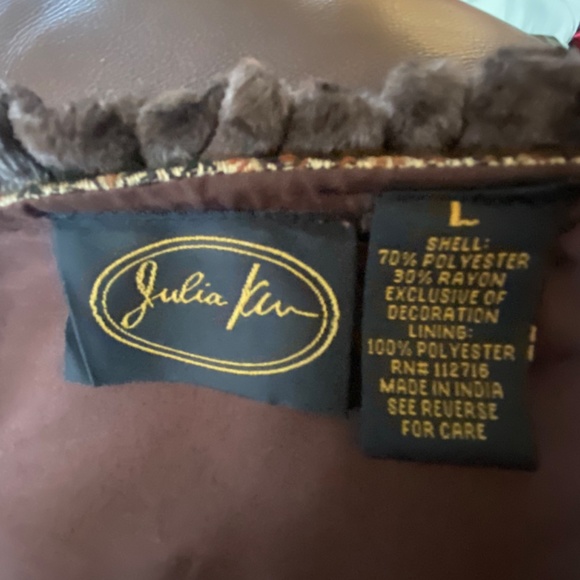 Julia Ken
L
SHELL:
70% POLYESTER
30% RAYON
EXCLUSIVE OF
DECORATION
LINING:
100% POLYESTER
RN# 112716
MADE IN INDIA
SEE REVERSE
FOR CARE